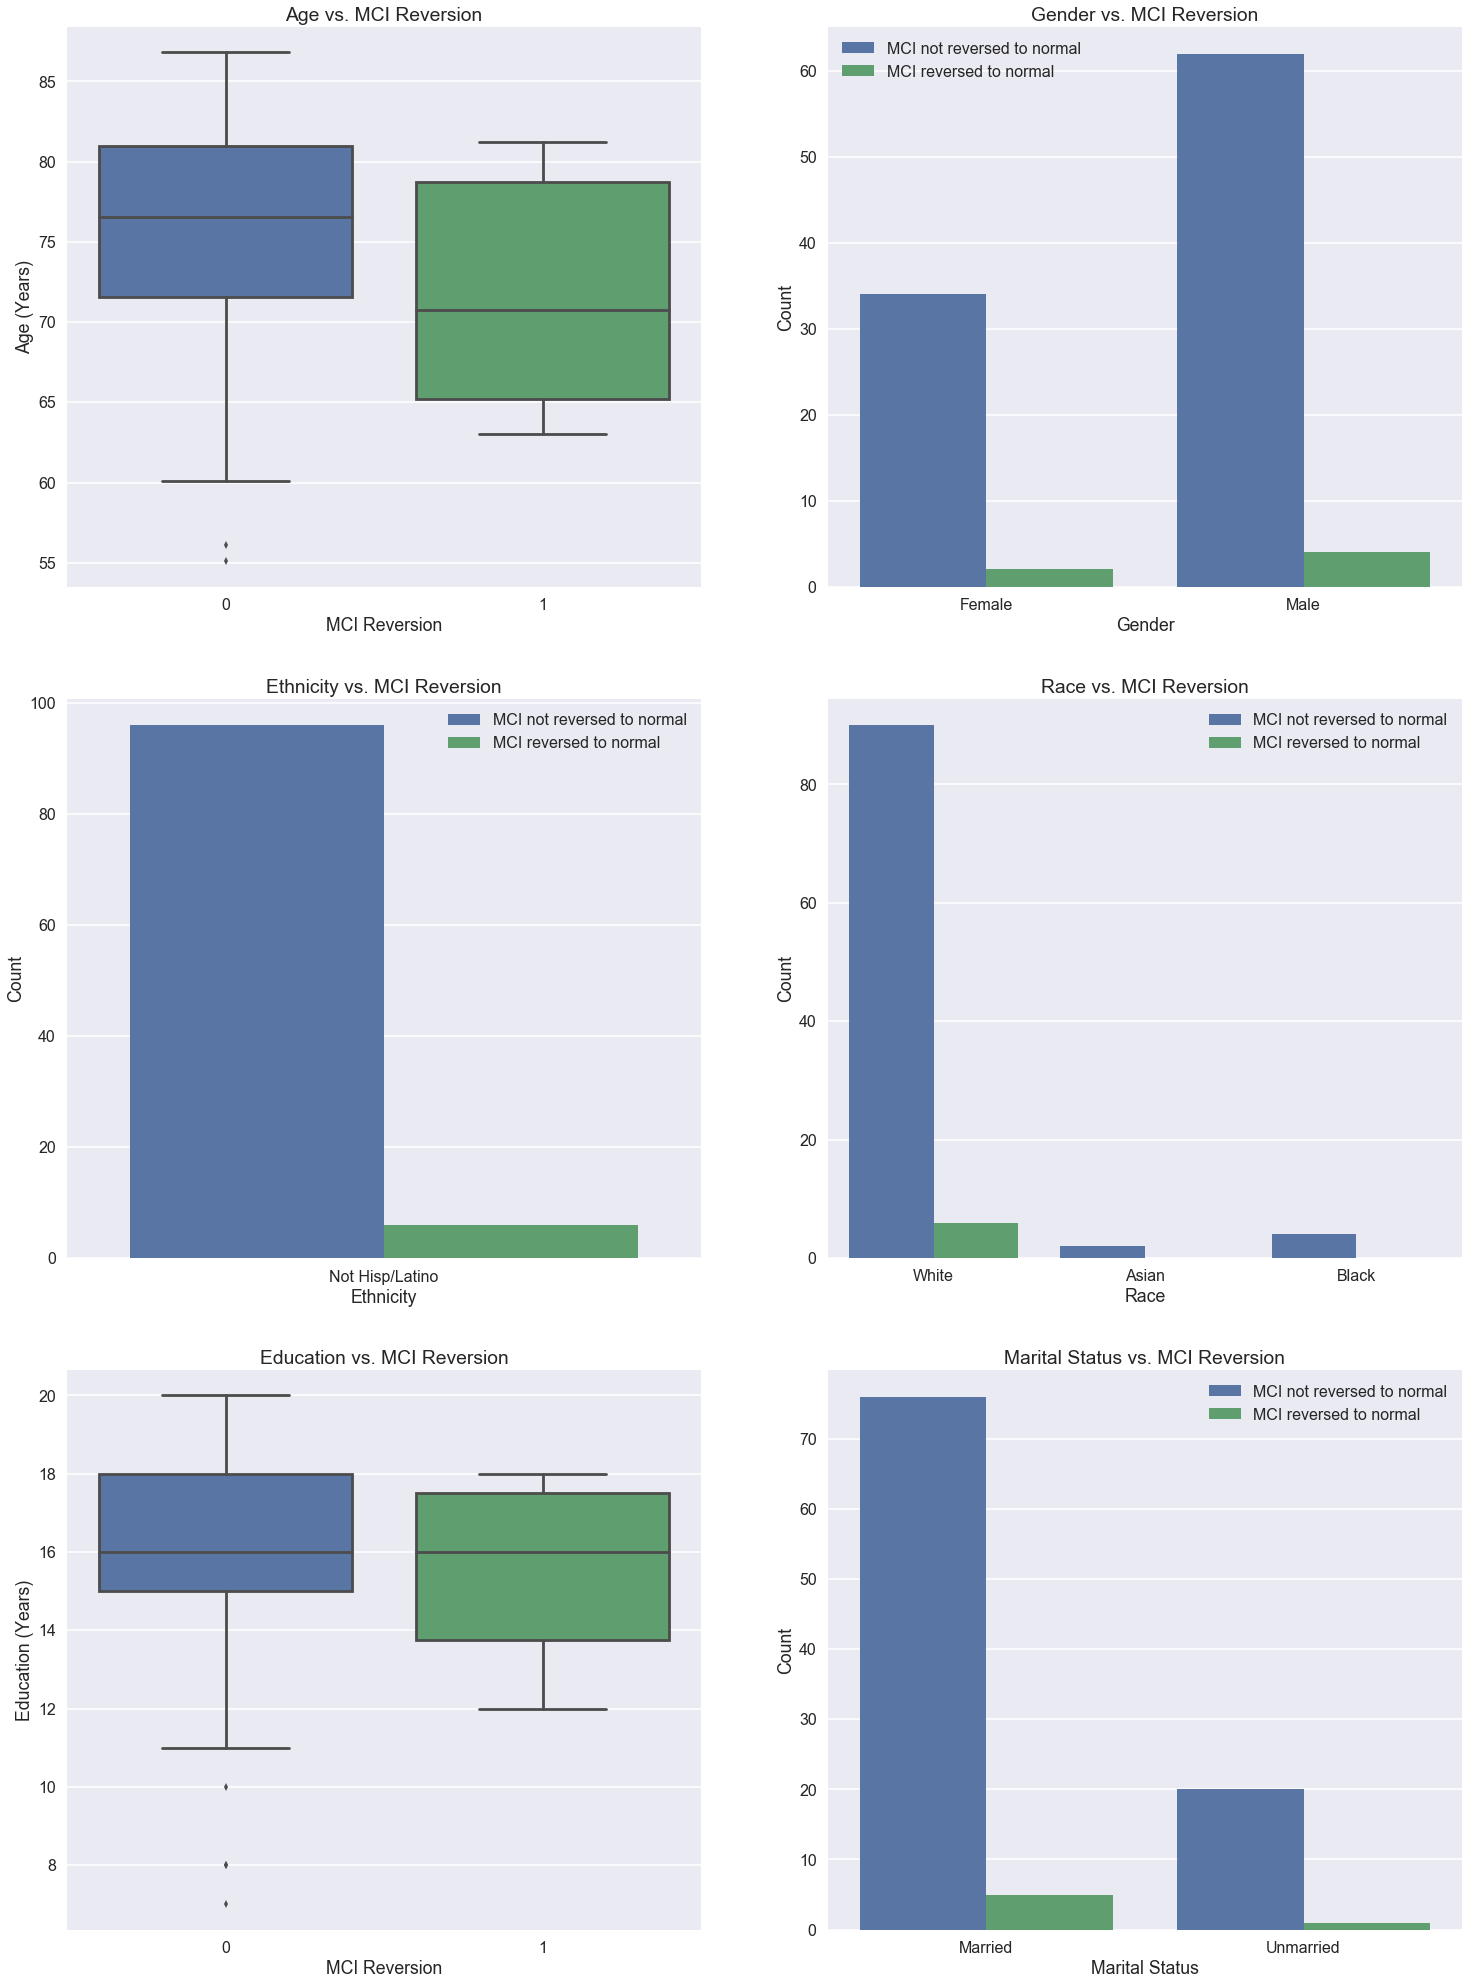 Age vs. MCI Reversion
85
80
75
70
65
60
55
Age (Years)
0
1
MCI Reversion
Gender vs. MCI Reversion
MCI not reversed to normal
MCI reversed to normal
60
50
40
30
20
10
0
Count
Female
Male
Gender
Ethnicity vs. MCI Reversion
MCI not reversed to normal
MCI reversed to normal
100
80
60
40
20
0
Count
Not Hisp/Latino
Ethnicity
Race vs. MCI Reversion
MCI not reversed to normal
MCI reversed to normal
80
60
40
20
0
Count
White
Asian
Black
Race
Education vs. MCI Reversion
20
18
16
14
12
10
8
Education (Years)
0
1
MCI Reversion
Marital Status vs. MCI Reversion
MCI not reversed to normal
MCI reversed to normal
70
60
50
40
30
20
10
0
Count
Married
Unmarried
Marital Status